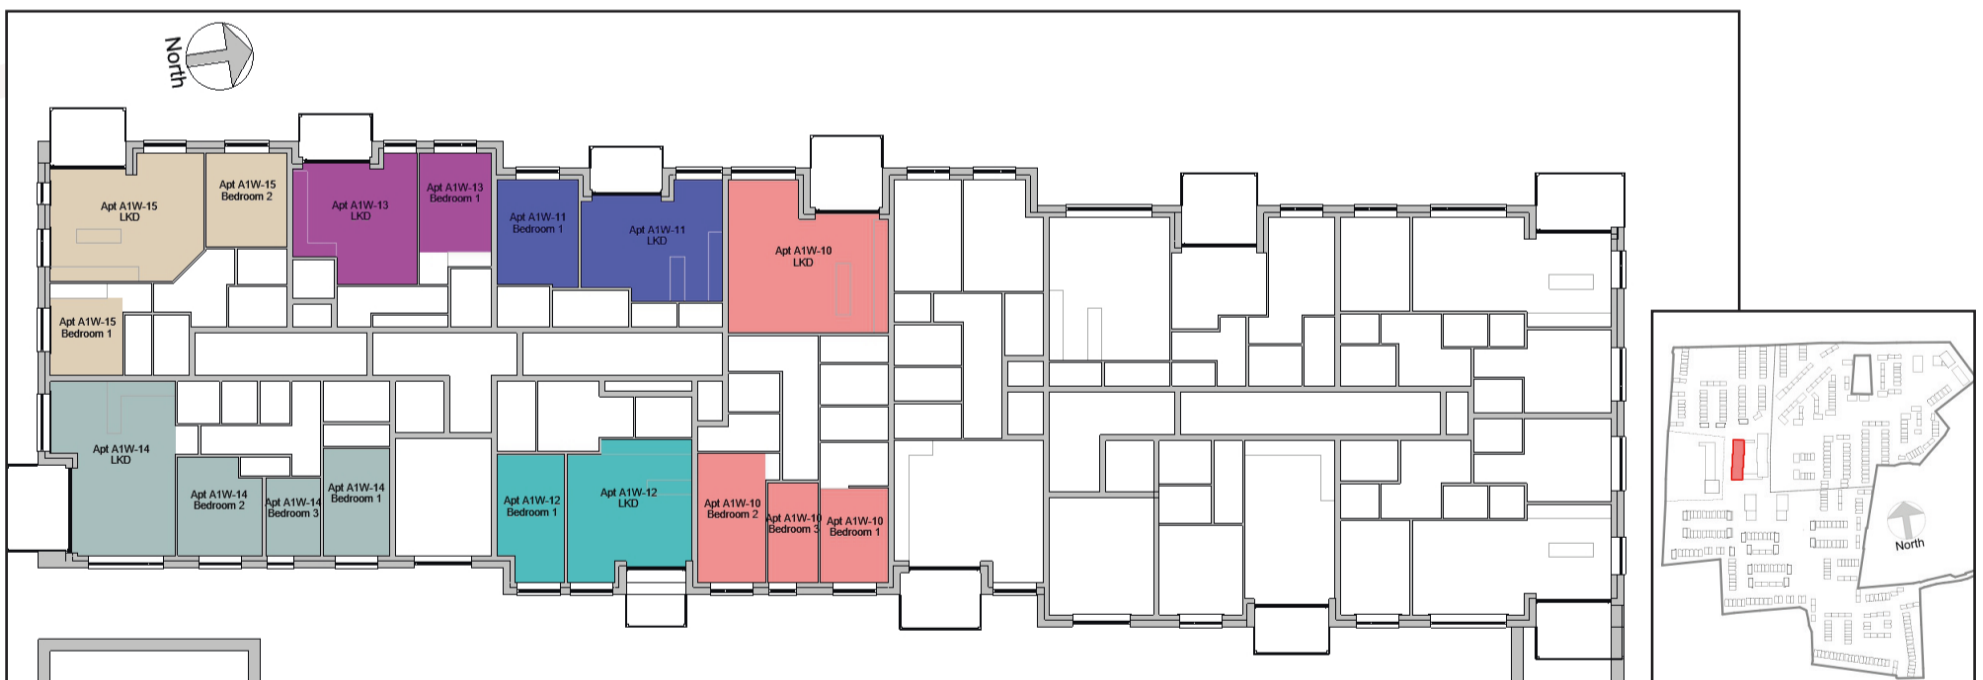 North
Apt A1W-15
LKD
Apt A1W-15
Bedroom 2
Apt A1W-13
LKD
Apt A1W-13
Bedroom 1
Apt A1W-11
Bedroom 1
Apt A1W-11
LKD
Apt A1W-10
LKD
Apt A1W-15
Bedroom 1
Apt A1W-14
LKD
Apt A1W-14
Bedroom 2
Apt A1W-14
Bedroom 3
Apt A1W-14
Bedroom 1
Apt A1W-12
Bedroom 1
Apt A1W-12
LKD
Apt A1W-10
Bedroom 2
Apt A1W-10
Bedroom 3
Apt A1W-10
Bedroom 1
North